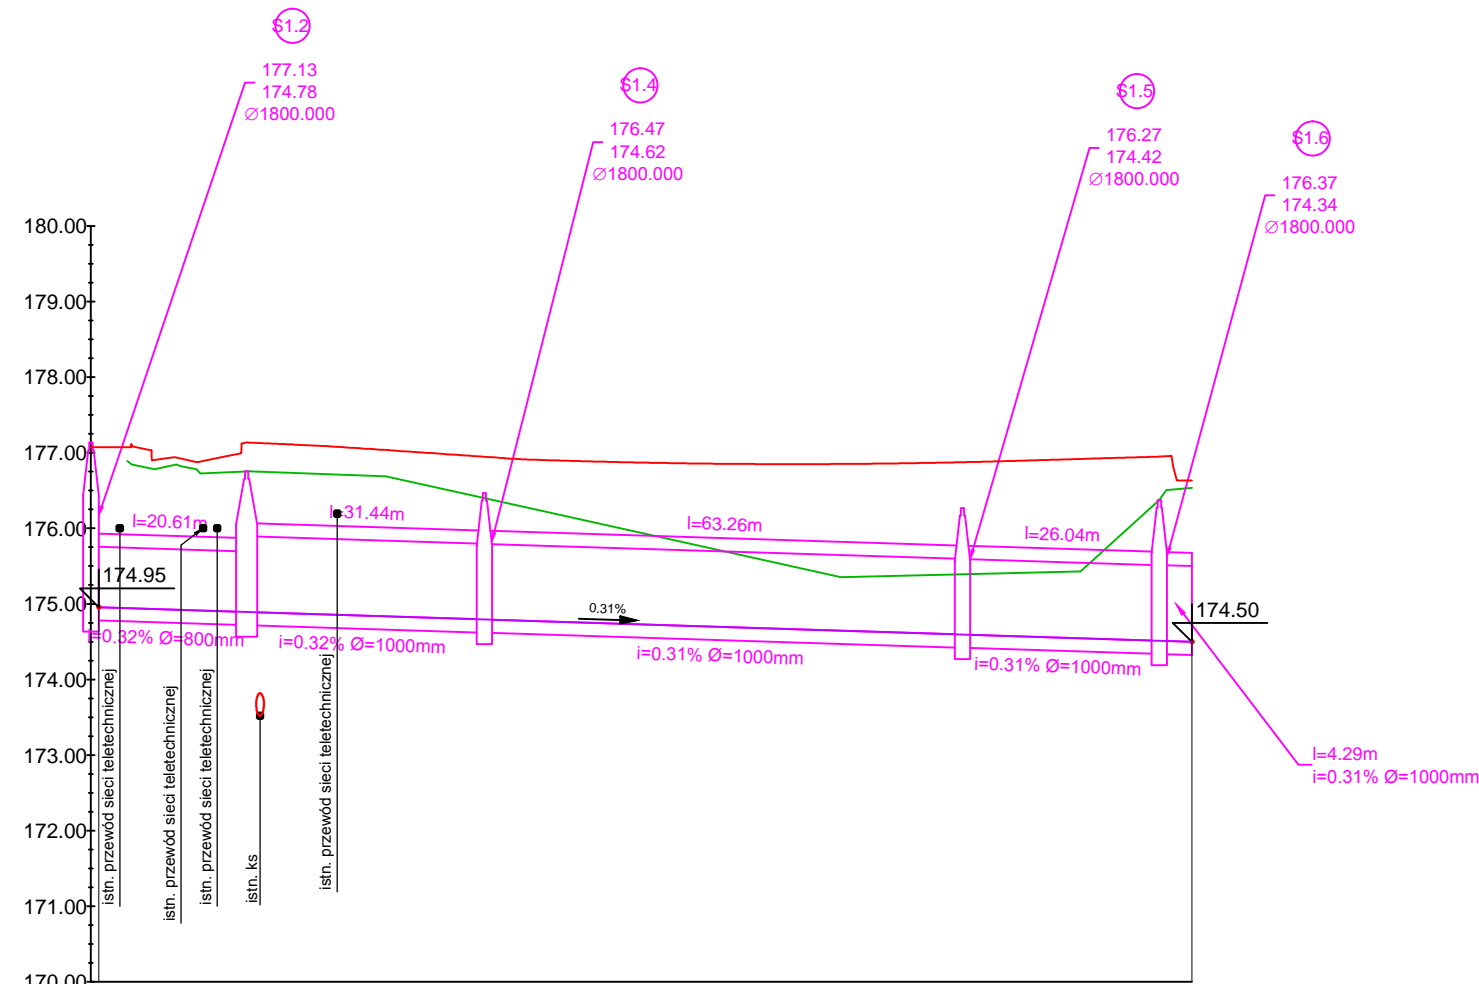 S1.2
177.13
174.78
Ø1800.000
S1.4
176.47
174.62
Ø1800.000
S1.5
176.27
174.42
Ø1800.000
S1.6
176.37
174.34
Ø1800.000
180.00
179.00
178.00
177.00
176.00
175.00
174.00
173.00
172.00
171.00
170.00
l=20.61m
l=31.44m
l=63.26m
l=26.04m
174.95
0.31%
174.50
i=0.32% Ø=800mm
i=0.32% Ø=1000mm
i=0.31% Ø=1000mm
i=0.31% Ø=1000mm
l=4.29m
i=0.31% Ø=1000mm
istn. przewód sieci teletechnicznej
istn. przewód sieci teletechnicznej
istn. przewód sieci teletechnicznej
istn. ks
istn. przewód sieci teletechnicznej